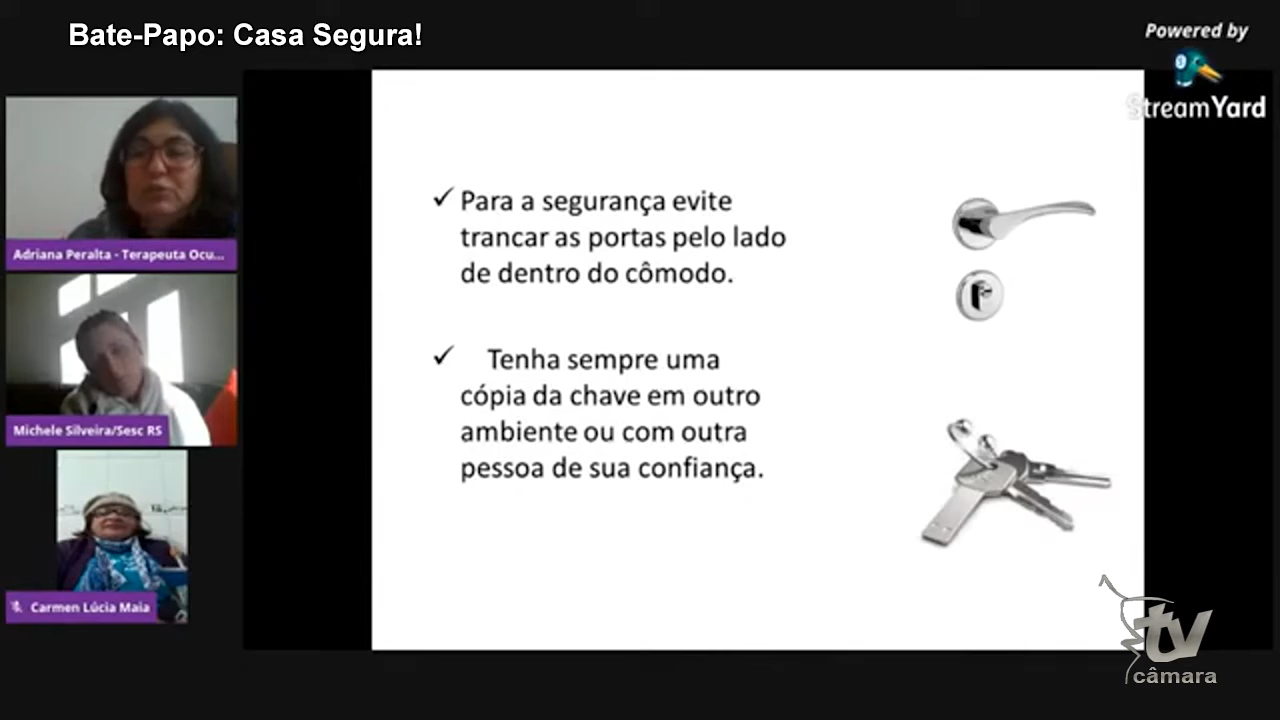 Bate-Papo: Casa Segura!
Powered by
StreamYard
Adriana Peralta - Terapeuta Ocu...
Michele Silveira/Sesc RS
Carmen Lúcia Maia
✓ Para a segurança evite
trancar as portas pelo lado
de dentro do cômodo.
✓ Tenha sempre uma
cópia da chave em outro
ambiente ou com outra
pessoa de sua confiança.
tv
câmara